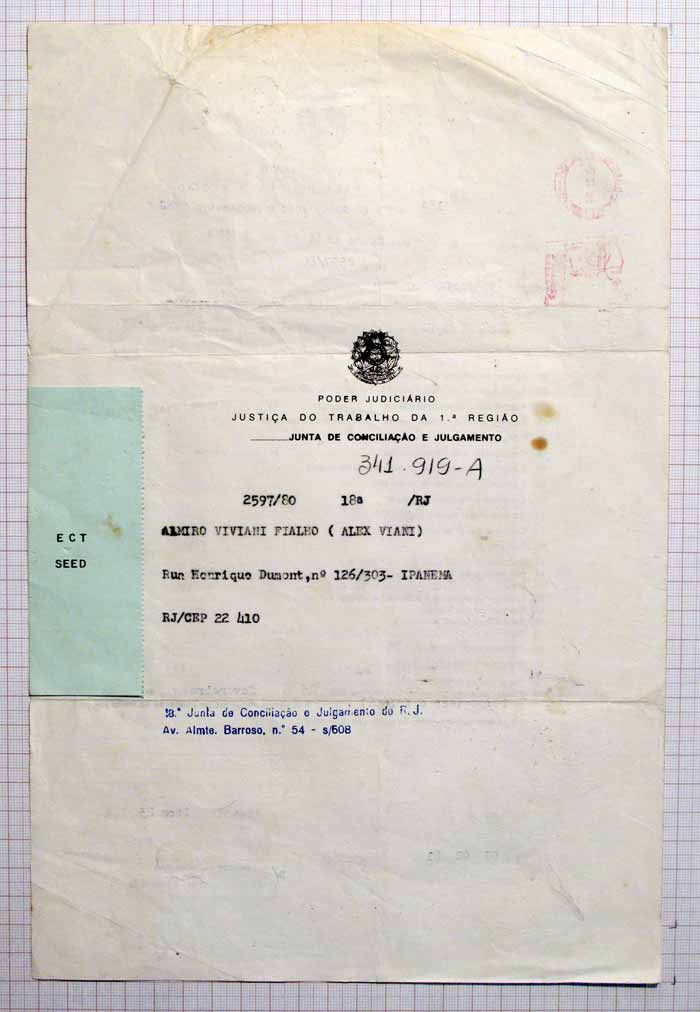 PODER JUDICIÁRIO
JUSTIÇA DO TRABALHO DA 1.ª REGIÃO
JUNTA DE CONCILIAÇÃO E JULGAMENTO
341.919-A
2597/80 18ª /RJ
ALMIRO VIVIANI FIALHO ( ALEX VIANI)
ECT
SEED
Rua Henrique Dumont,nº 126/303- IPANEMA
RJ/CEP 22 410
18.ª Junta de Conciliação e Julgamento do R. J.
Av. Almte. Barroso, n.º 54 - s/608